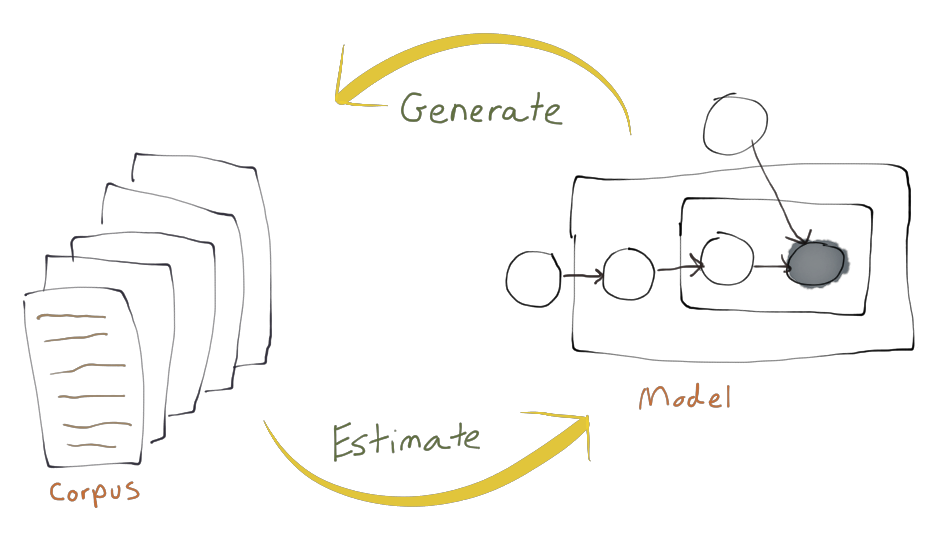 Generate
Model
Estimate
Corpus